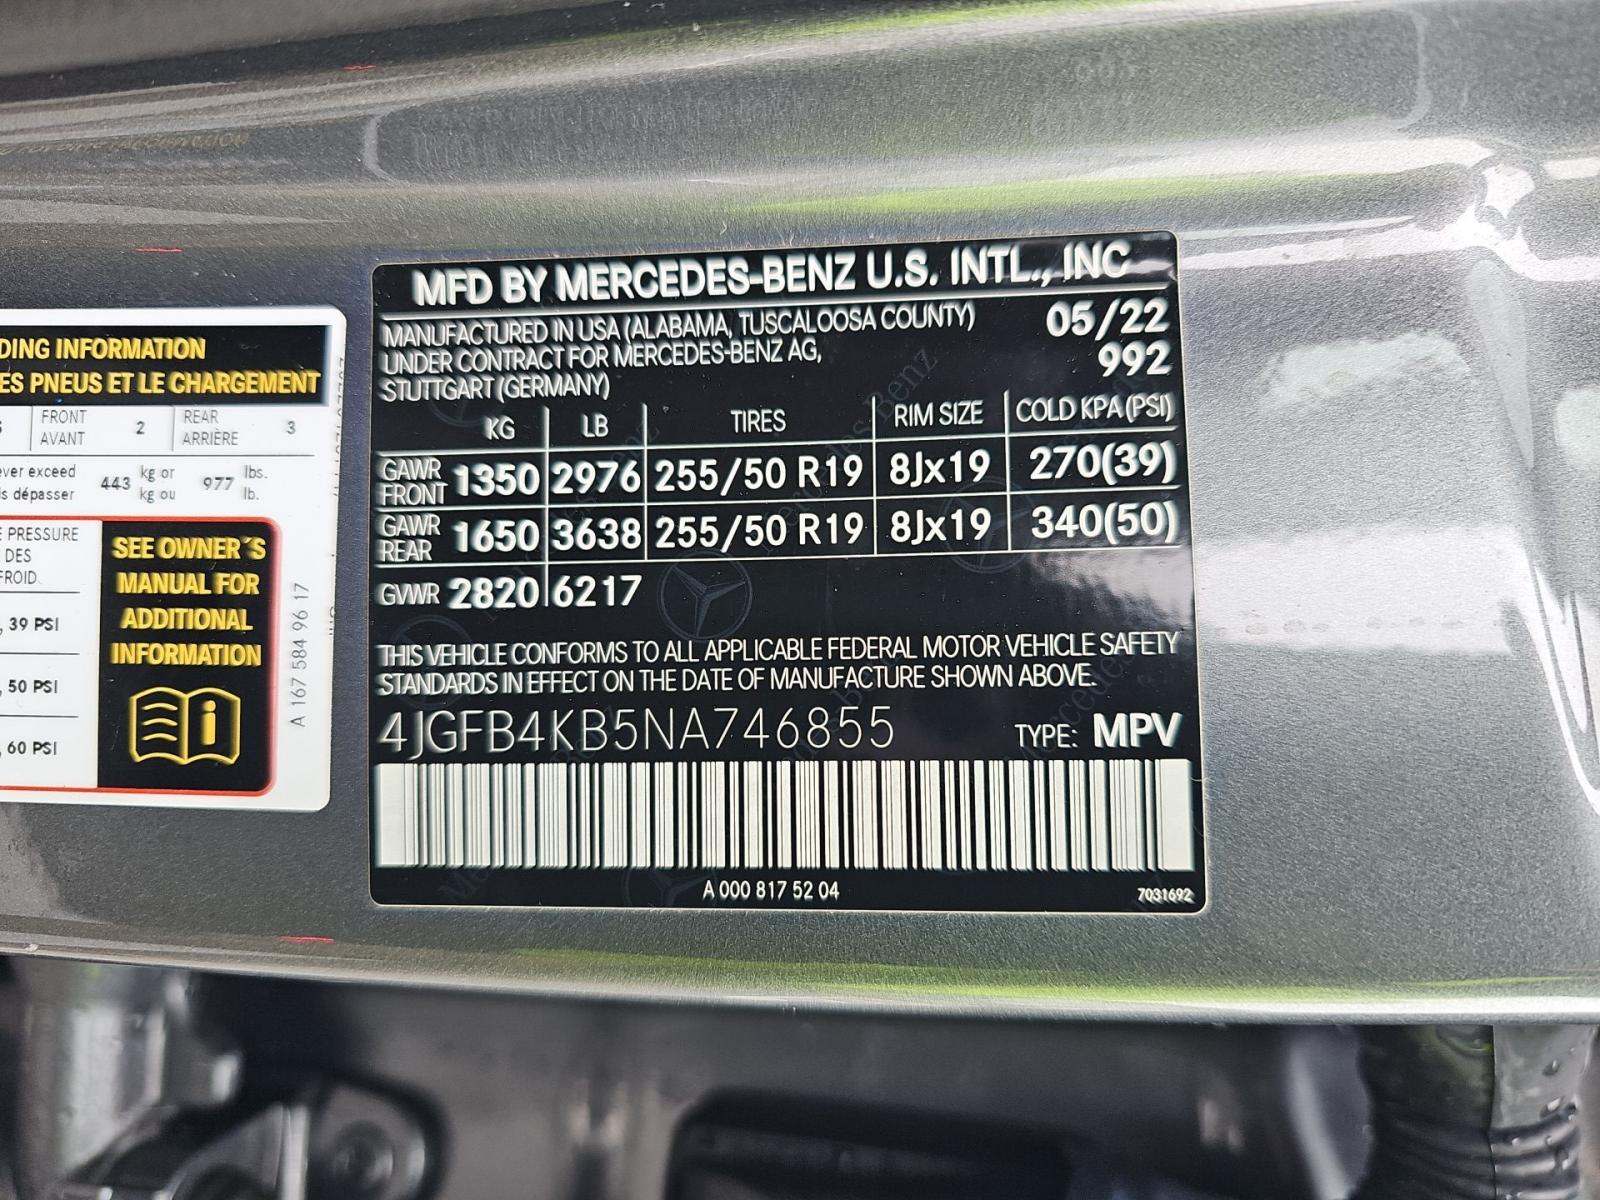 DING INFORMATION
ES PNEUS ET LE CHARGEMENT
FRONT 2 REAR 3
AVANT ARRIÈRE
ver exceed 443 kg or 977 lbs.
is dépasser kg ou lb.
PRESSURE
DES
FROID.
, 39 PSI
, 50 PSI
, 60 PSI
SEE OWNER´S
MANUAL FOR
ADDITIONAL
INFORMATION
A 167 584 96 17
MFD BY MERCEDES-BENZ U.S. INTL., INC
MANUFACTURED IN USA (ALABAMA, TUSCALOOSA COUNTY) 05/22
UNDER CONTRACT FOR MERCEDES-BENZ AG, 992
STUTTGART (GERMANY)
KG LB TIRES RIM SIZE COLD KPA (PSI)
GAWR FRONT 1350 2976 255/50 R19 8Jx19 270(39)
GAWR REAR 1650 3638 255/50 R19 8Jx19 340(50)
GVWR 2820 6217
THIS VEHICLE CONFORMS TO ALL APPLICABLE FEDERAL MOTOR VEHICLE SAFETY
STANDARDS IN EFFECT ON THE DATE OF MANUFACTURE SHOWN ABOVE.
4JGFB4KB5NA746855 TYPE: MPV
A 000 817 52 04
7031692